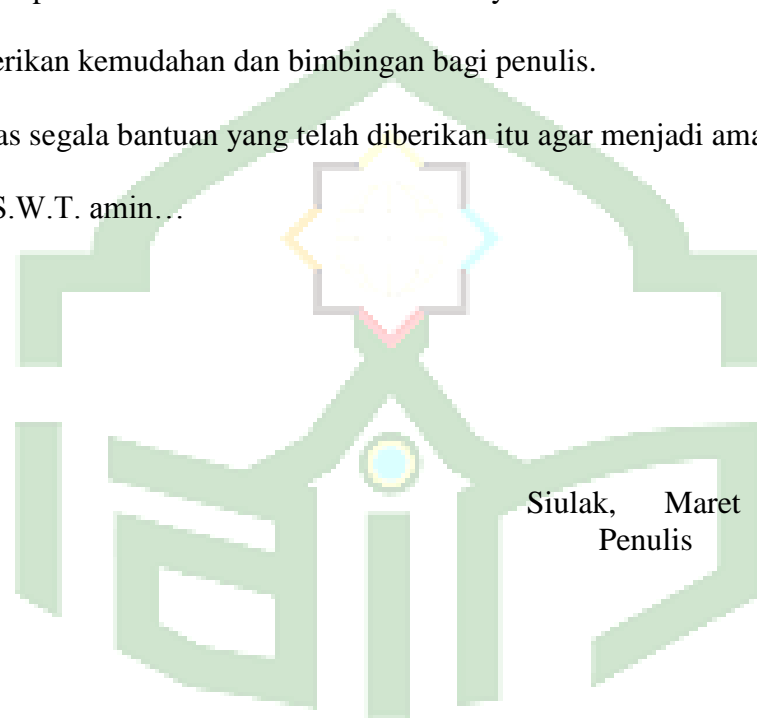 erikan kemudahan dan bimbingan bagi penulis.
as segala bantuan yang telah diberikan itu agar menjadi ama
S.W.T. amin…
Siulak, Maret
Penulis